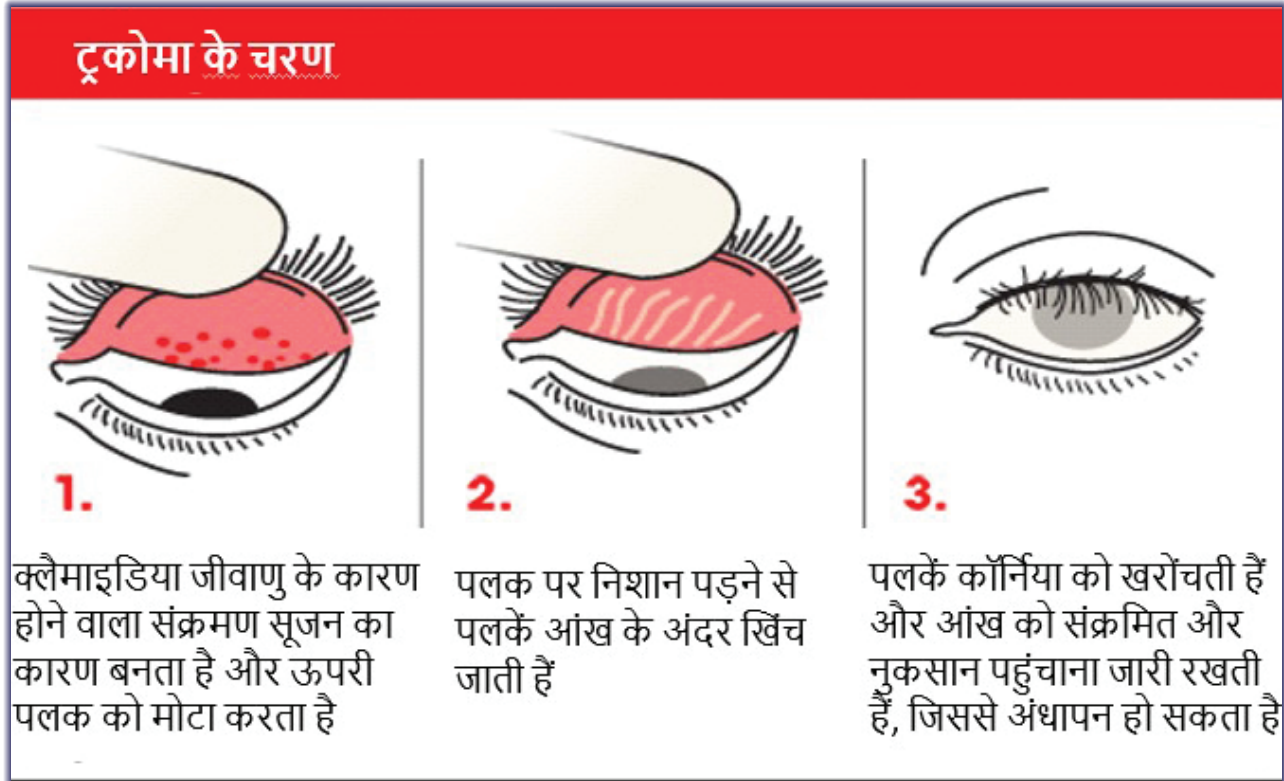 ट्रकोमा के चरण
1.
क्लैमाइडिया जीवाणु के कारण
होने वाला संक्रमण सूजन का
कारण बनता है और ऊपरी
पलक को मोटा करता है
2.
पलक पर निशान पड़ने से
पलकें आंख के अंदर खिंच
जाती हैं
3.
पलकें कॉर्निया को खरोंचती हैं
और आंख को संक्रमित और
नुकसान पहुंचाना जारी रखती
हैं, जिससे अंधापन हो सकता है